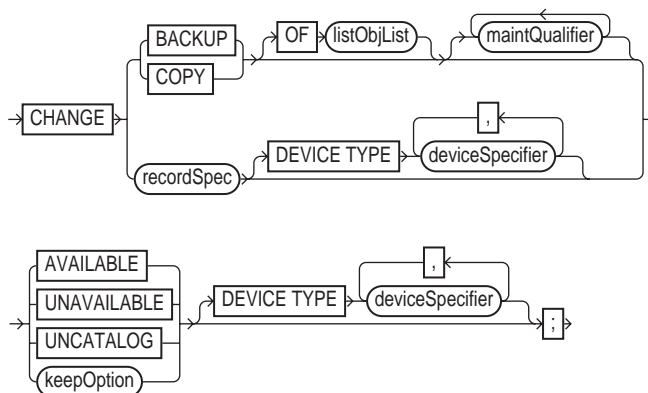 BACKUP
OF listObjList
maintQualifier
COPY
CHANGE
,
DEVICE TYPE deviceSpecifier
recordSpec
AVAILABLE
,
UNAVAILABLE
DEVICE TYPE deviceSpecifier
UNCATALOG
;
keepOption